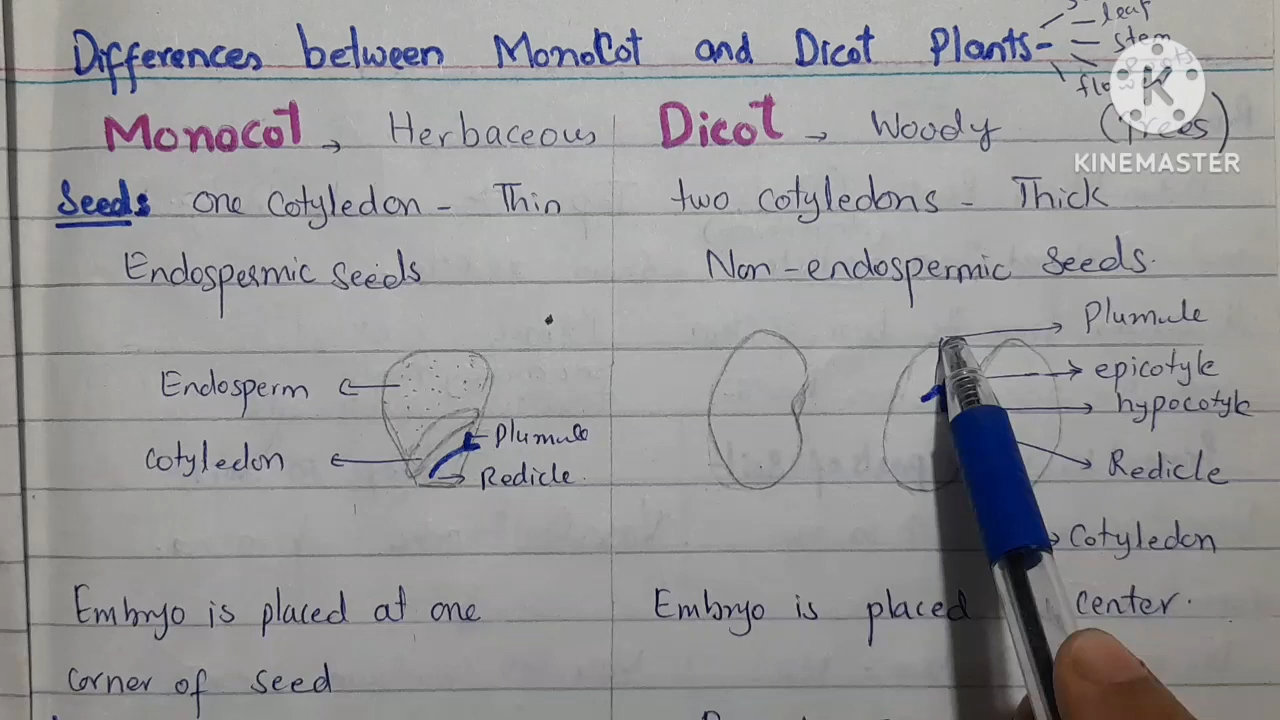 leaf
Differences between Monocot and Dicot Plants-
stem
Monocot → Herbaceous
Dicot → Woody (Trees)
KINEMASTER
Seeds one Cotyledon - Thin
two cotyledons - Thick
Endospermic Seeds
Non-endospermic Seeds.
Endosperm
Cotyledon
Plumule
Redicle.
Plumule
epicotyle
hypocotyle
Redicle
Cotyledon
Embryo is placed at one
corner of seed
Embryo is placed
center.